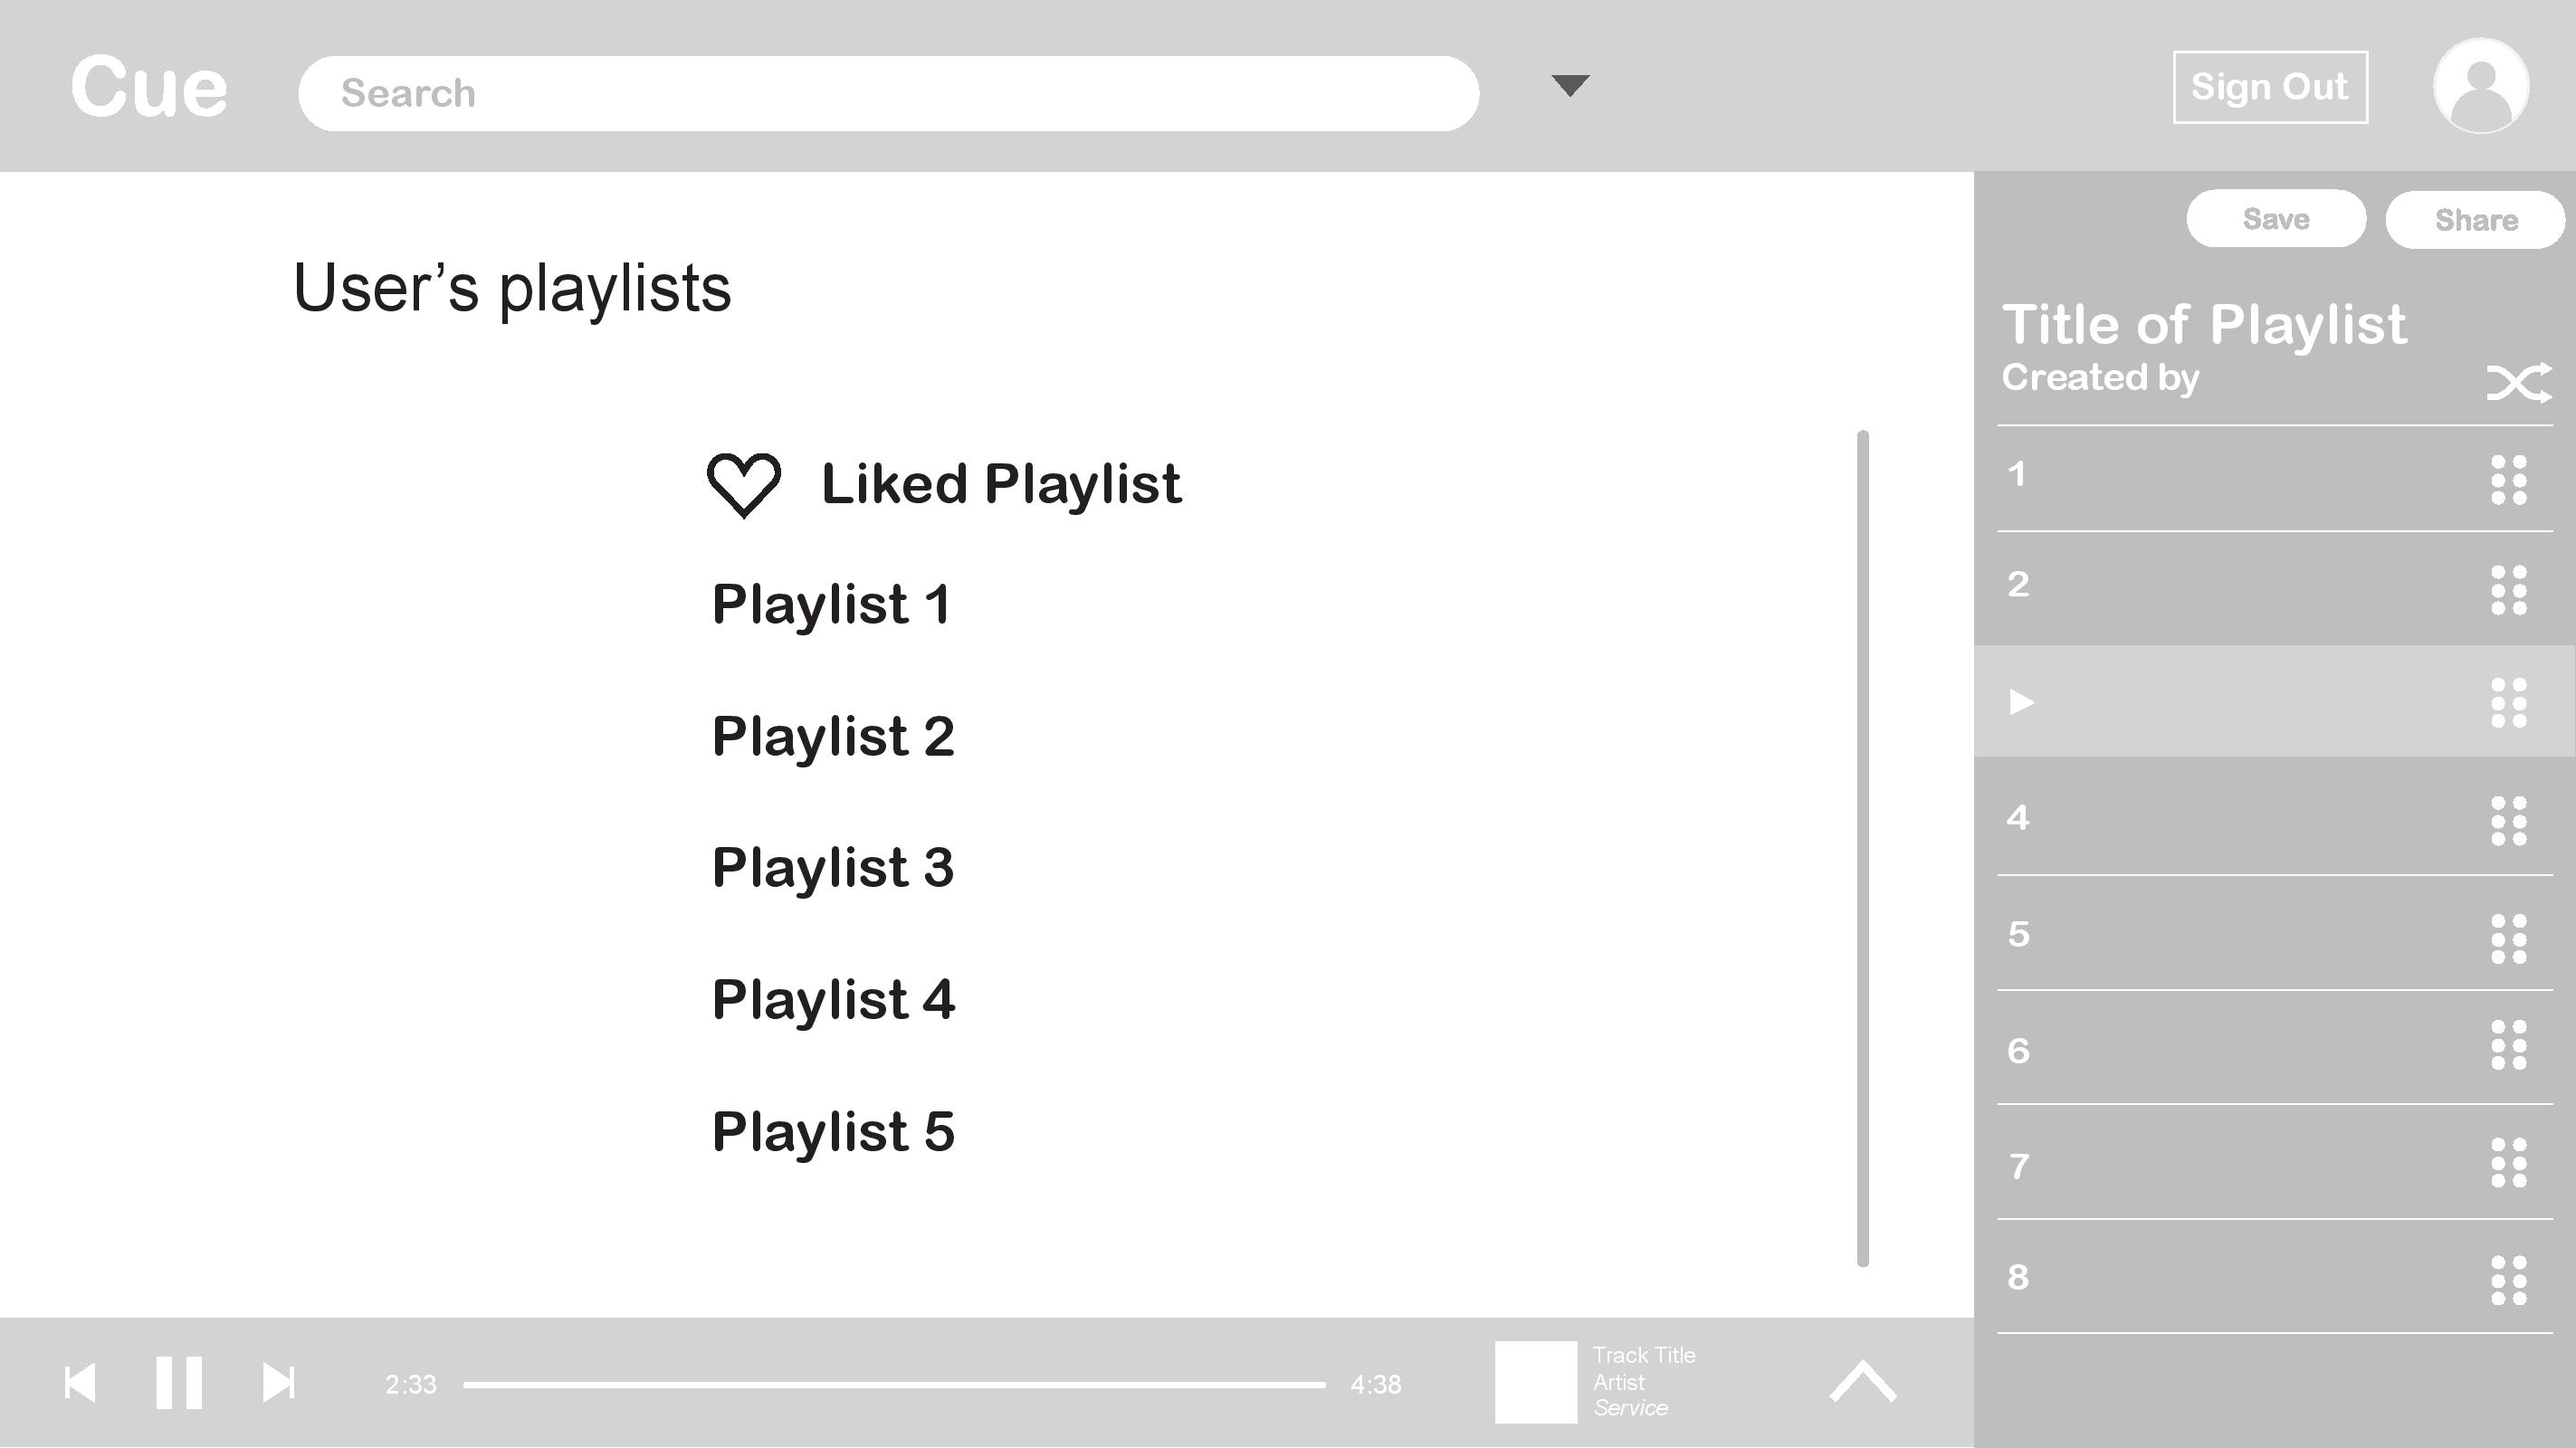 Cue
Search
Sign Out
Save
Share
User’s playlists
Liked Playlist
Playlist 1
Playlist 2
Playlist 3
Playlist 4
Playlist 5
Title of Playlist
Created by
1
2
4
5
6
7
8
2:33
4:38
Track Title
Artist
Service